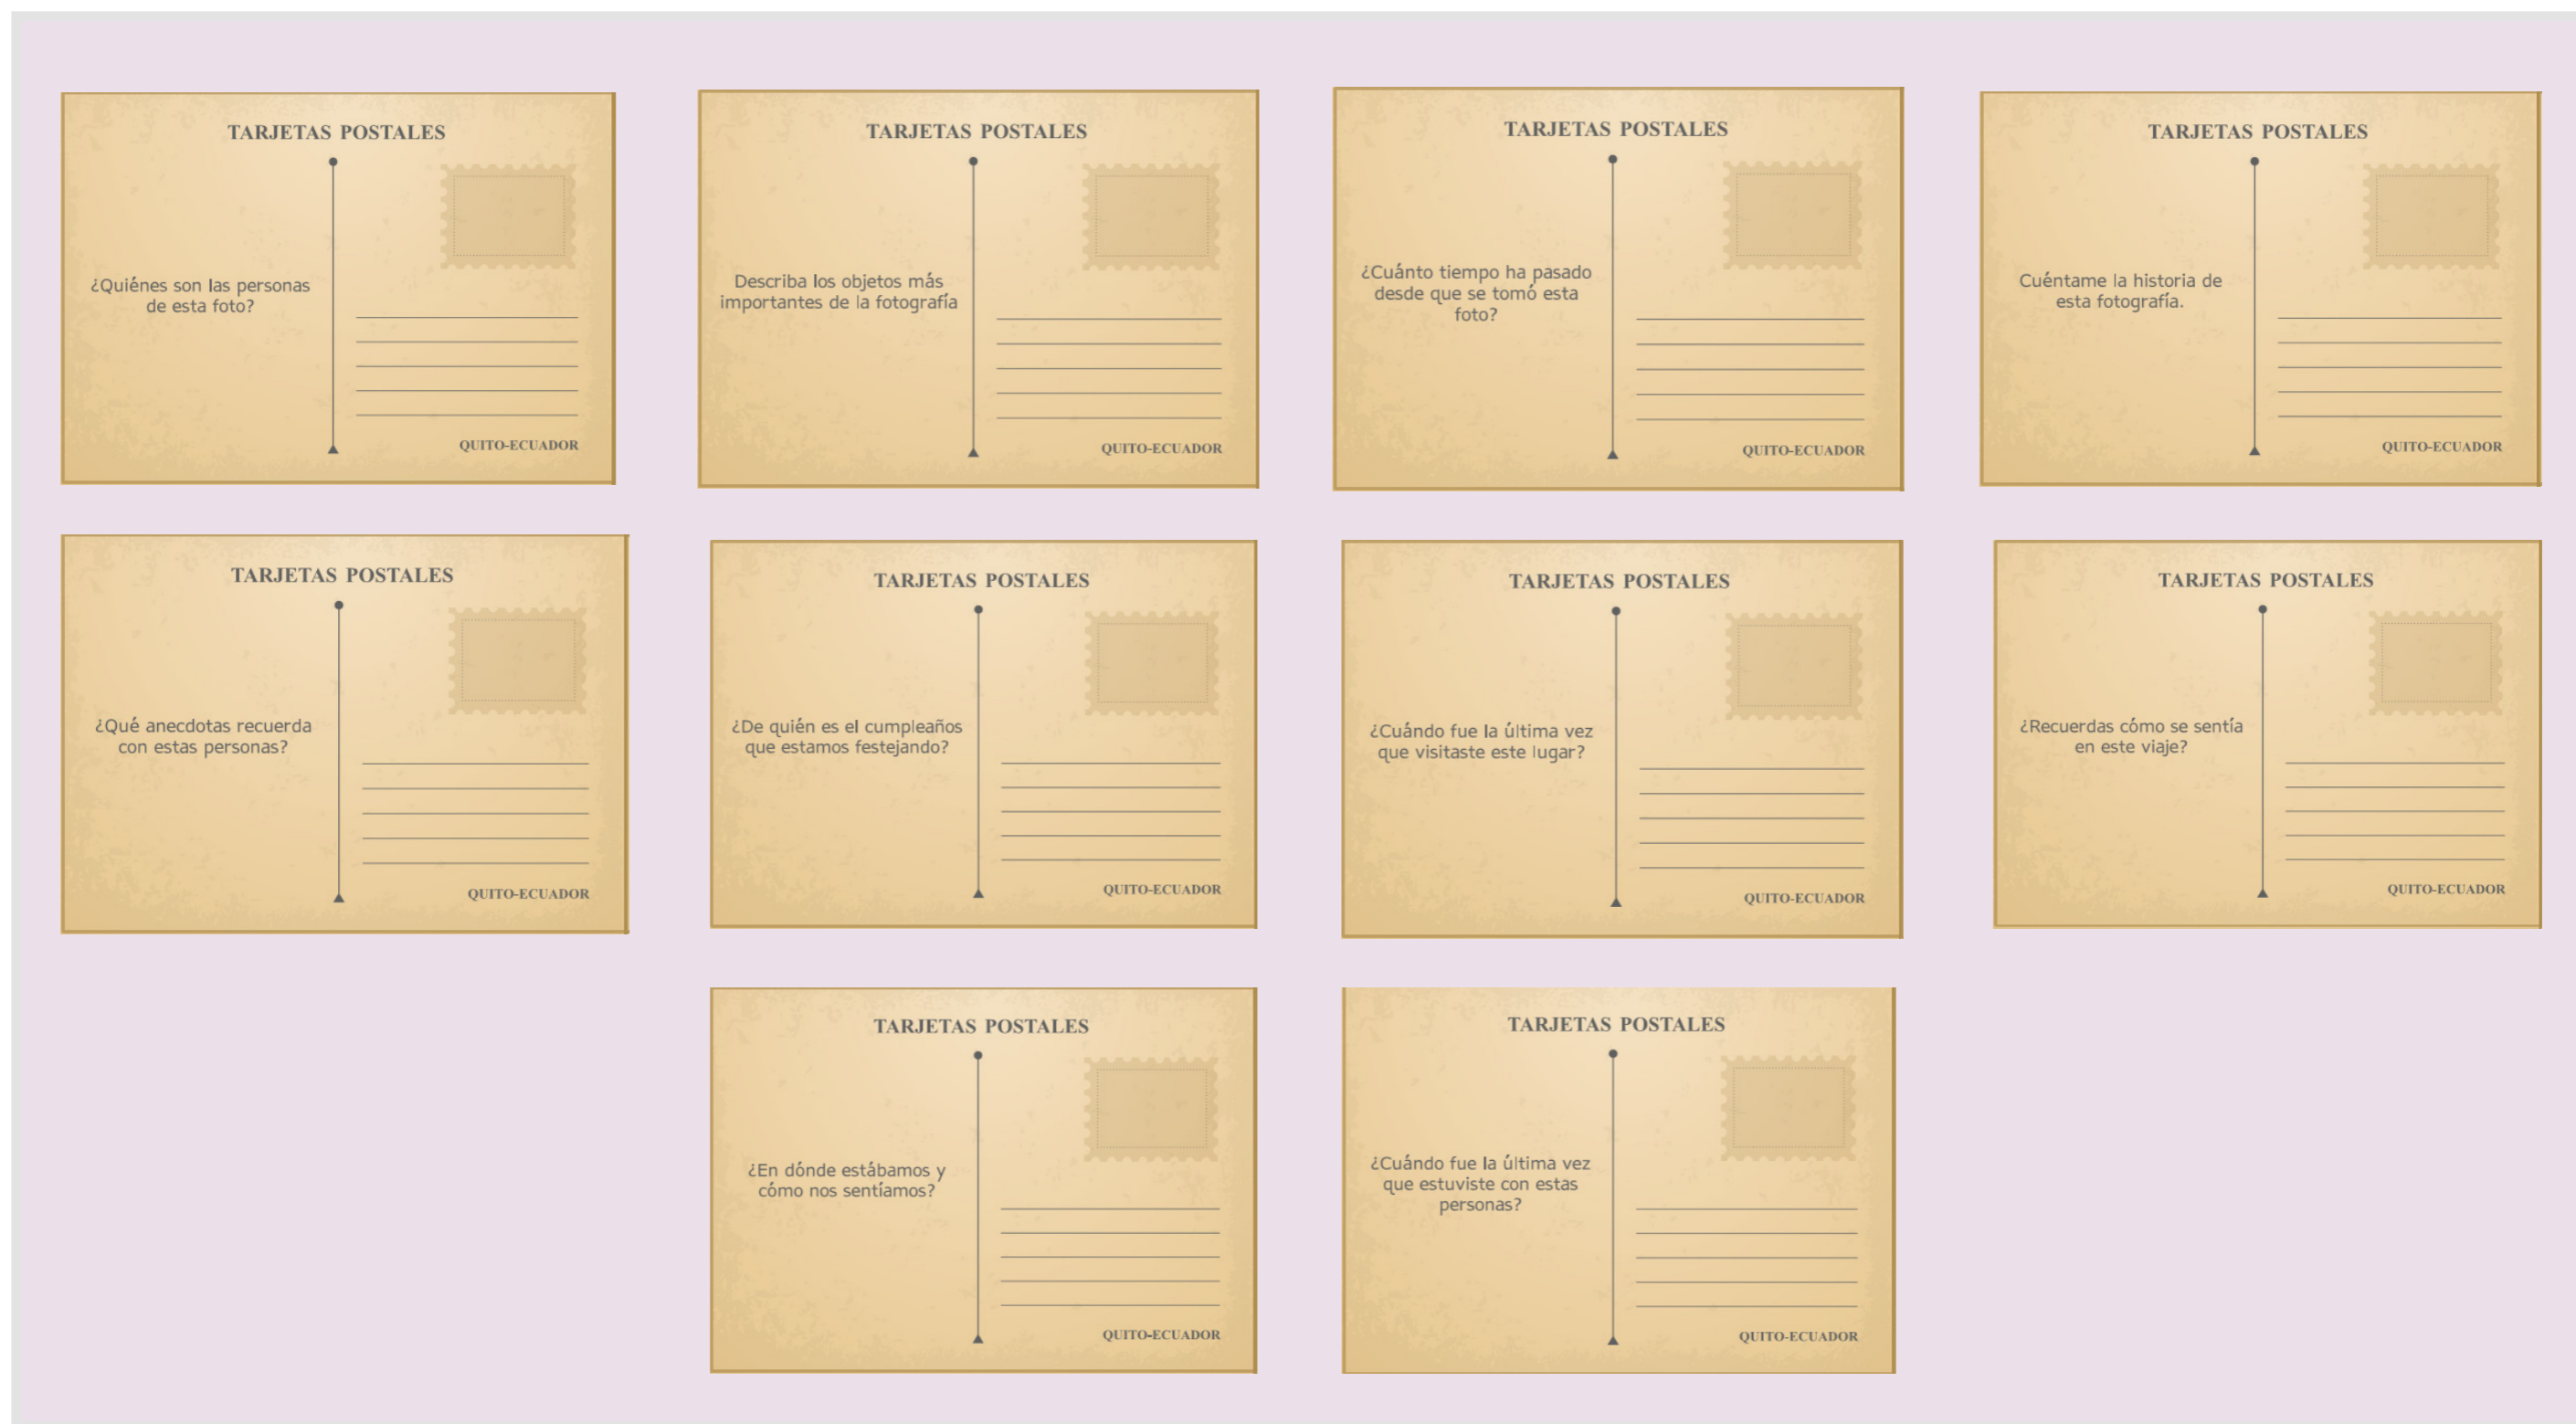 TARJETAS POSTALES
¿Quiénes son las personas
de esta foto?
QUITO-ECUADOR
TARJETAS POSTALES
Describa los objetos más
importantes de la fotografía
QUITO-ECUADOR
TARJETAS POSTALES
¿Cuánto tiempo ha pasado
desde que se tomó esta
foto?
QUITO-ECUADOR
TARJETAS POSTALES
Cuéntame la historia de
esta fotografía.
QUITO-ECUADOR
TARJETAS POSTALES
¿Qué anecdotas recuerda
con estas personas?
QUITO-ECUADOR
TARJETAS POSTALES
¿De quién es el cumpleaños
que estamos festejando?
QUITO-ECUADOR
TARJETAS POSTALES
¿Cuándo fue la última vez
que visitaste este lugar?
QUITO-ECUADOR
TARJETAS POSTALES
¿Recuerdas cómo se sentía
en este viaje?
QUITO-ECUADOR
TARJETAS POSTALES
¿En dónde estábamos y
cómo nos sentíamos?
QUITO-ECUADOR
TARJETAS POSTALES
¿Cuándo fue la última vez
que estuviste con estas
personas?
QUITO-ECUADOR